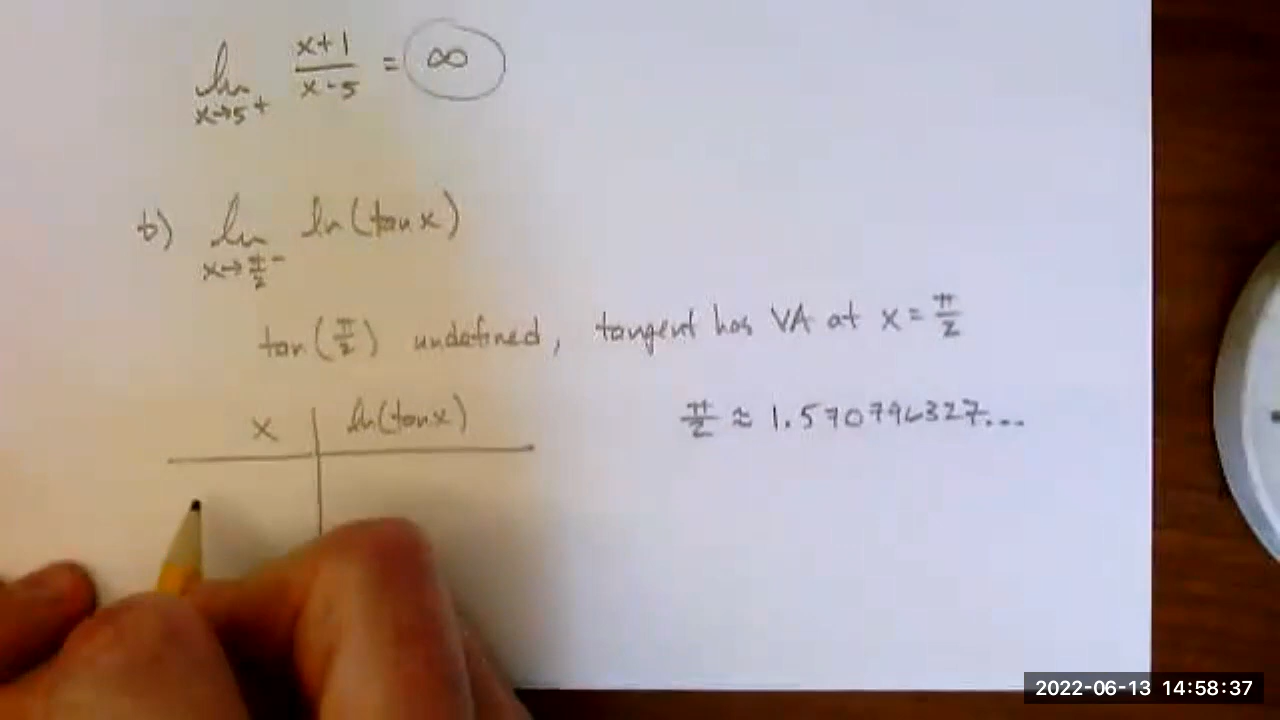 lim x→5⁺ x+1/x-5 = ∞
b) lim x→π/2⁻ ln(tan x)
tan(π/2) undefined, tangent has VA at x = π/2
x | ln(tan x)
π/2 ≈ 1.570796327...
2022-06-13 14:58:37